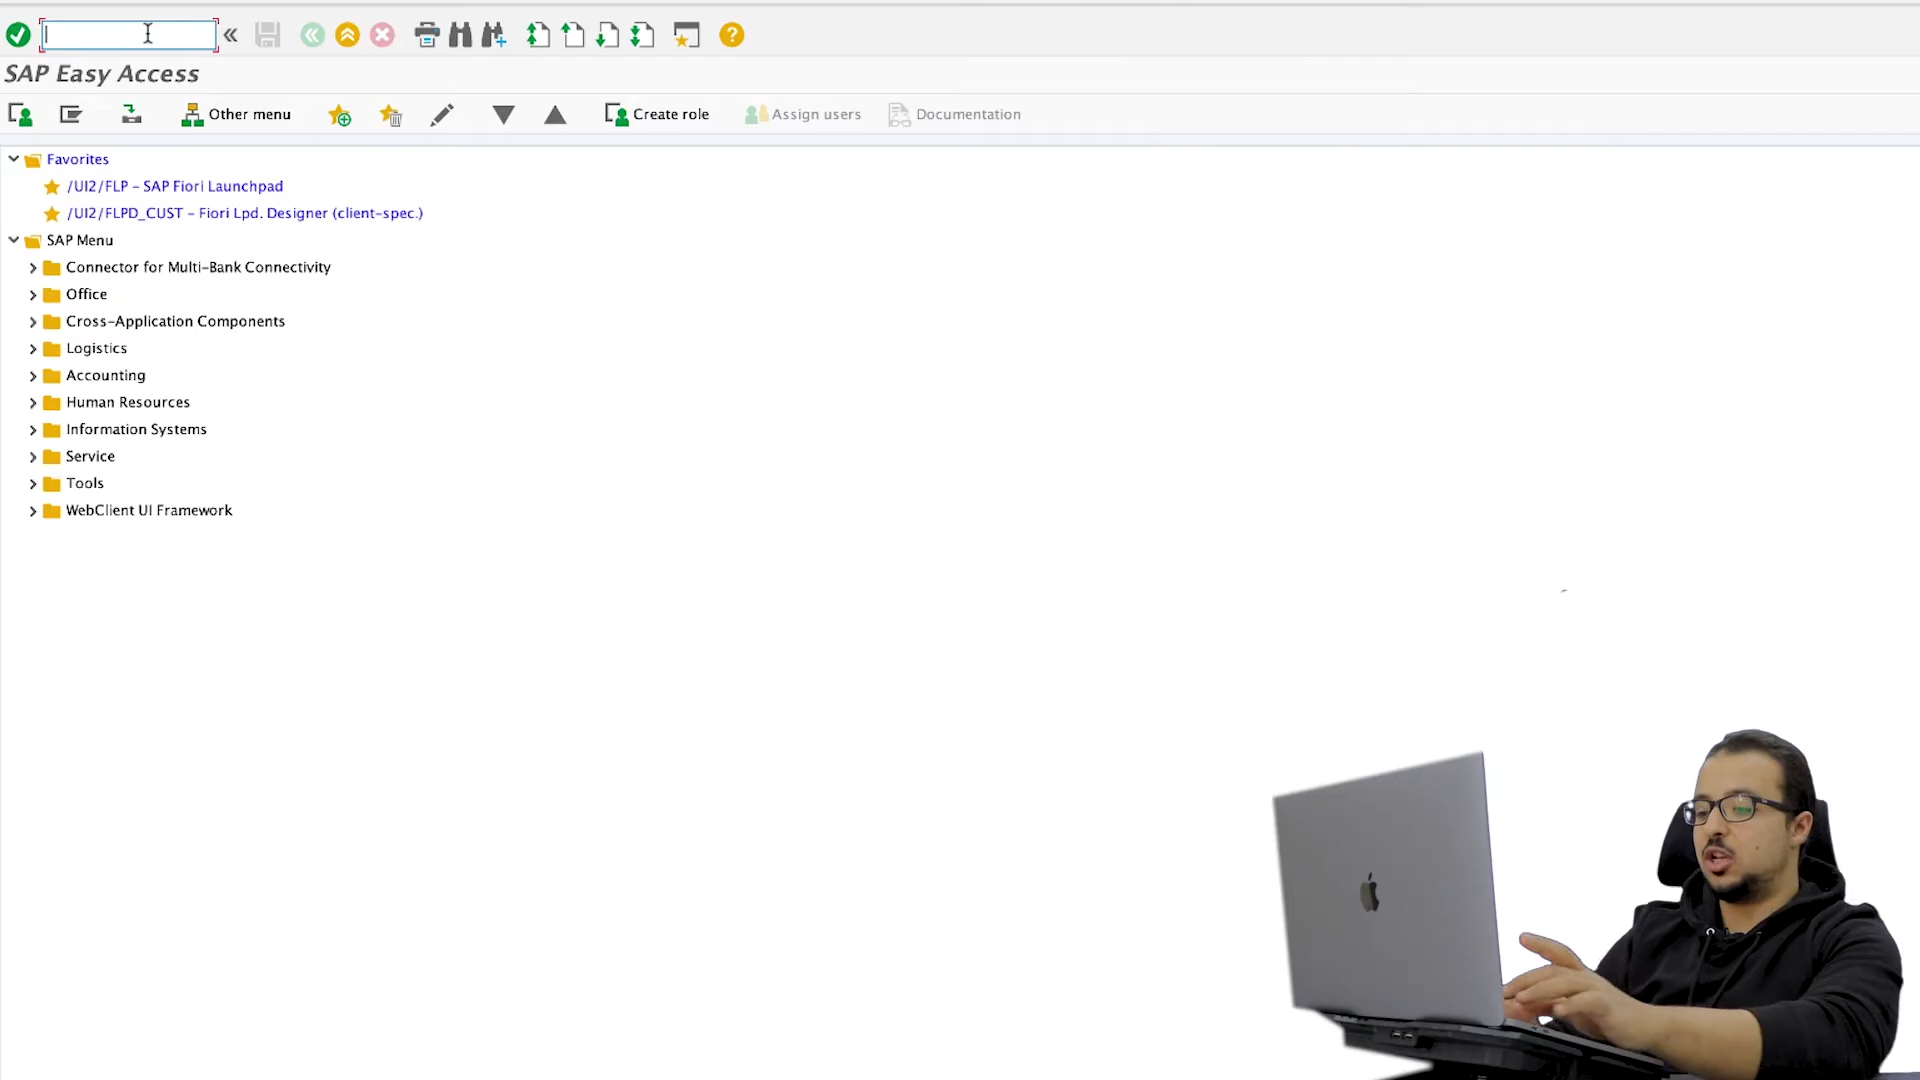 SAP Easy Access
Other menu
Create role
Assign users
Documentation
Favorites
/UI2/FLP - SAP Fiori Launchpad
/UI2/FLPD_CUST - Fiori Lpd. Designer (client-spec.)
SAP Menu
Connector for Multi-Bank Connectivity
Office
Cross-Application Components
Logistics
Accounting
Human Resources
Information Systems
Service
Tools
WebClient UI Framework